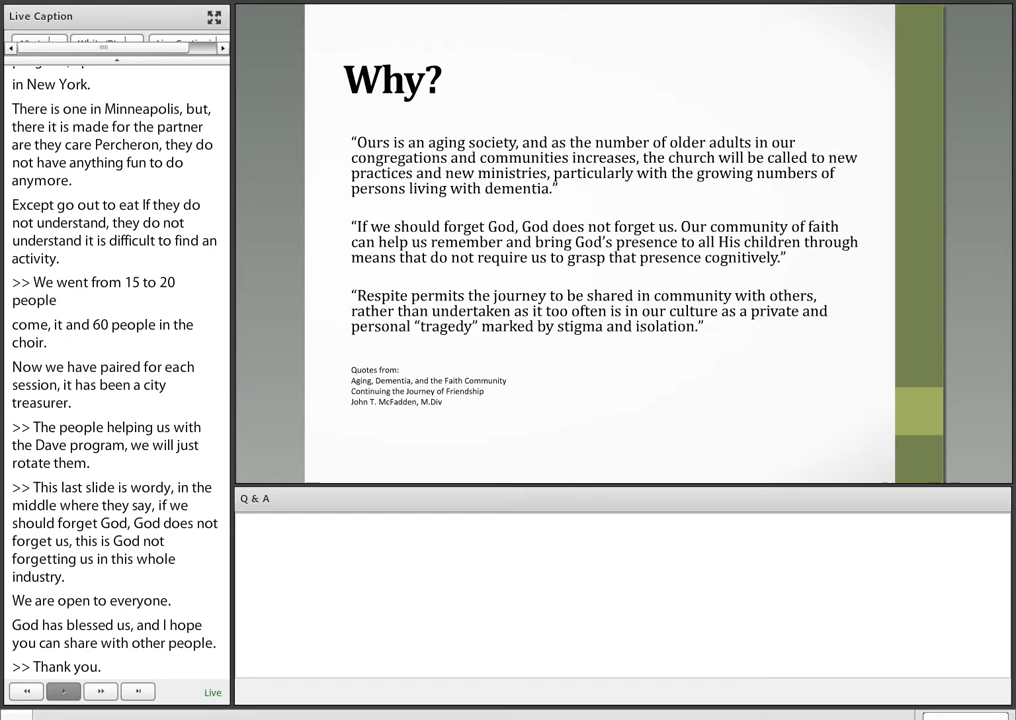 Live Caption
in New York.
There is one in Minneapolis, but,
there it is made for the partner
are they care Percheron, they do
not have anything fun to do
anymore.
Except go out to eat If they do
not understand, they do not
understand it is difficult to find an
activity.
>> We went from 15 to 20
people
come, it and 60 people in the
choir.
Now we have paired for each
session, it has been a city
treasurer.
>> The people helping us with
the Dave program, we will just
rotate them.
>> This last slide is wordy, in the
middle where they say, if we
should forget God, God does not
forget us, this is God not
forgetting us in this whole
industry.
We are open to everyone.
God has blessed us, and I hope
you can share with other people.
>> Thank you.
Live
Why?
“Ours is an aging society, and as the number of older adults in our
congregations and communities increases, the church will be called to new
practices and new ministries, particularly with the growing numbers of
persons living with dementia.”
“If we should forget God, God does not forget us. Our community of faith
can help us remember and bring God’s presence to all His children through
means that do not require us to grasp that presence cognitively.”
“Respite permits the journey to be shared in community with others,
rather than undertaken as it too often is in our culture as a private and
personal “tragedy” marked by stigma and isolation.”
Quotes from:
Aging, Dementia, and the Faith Community
Continuing the Journey of Friendship
John T. McFadden, M.Div
Q & A